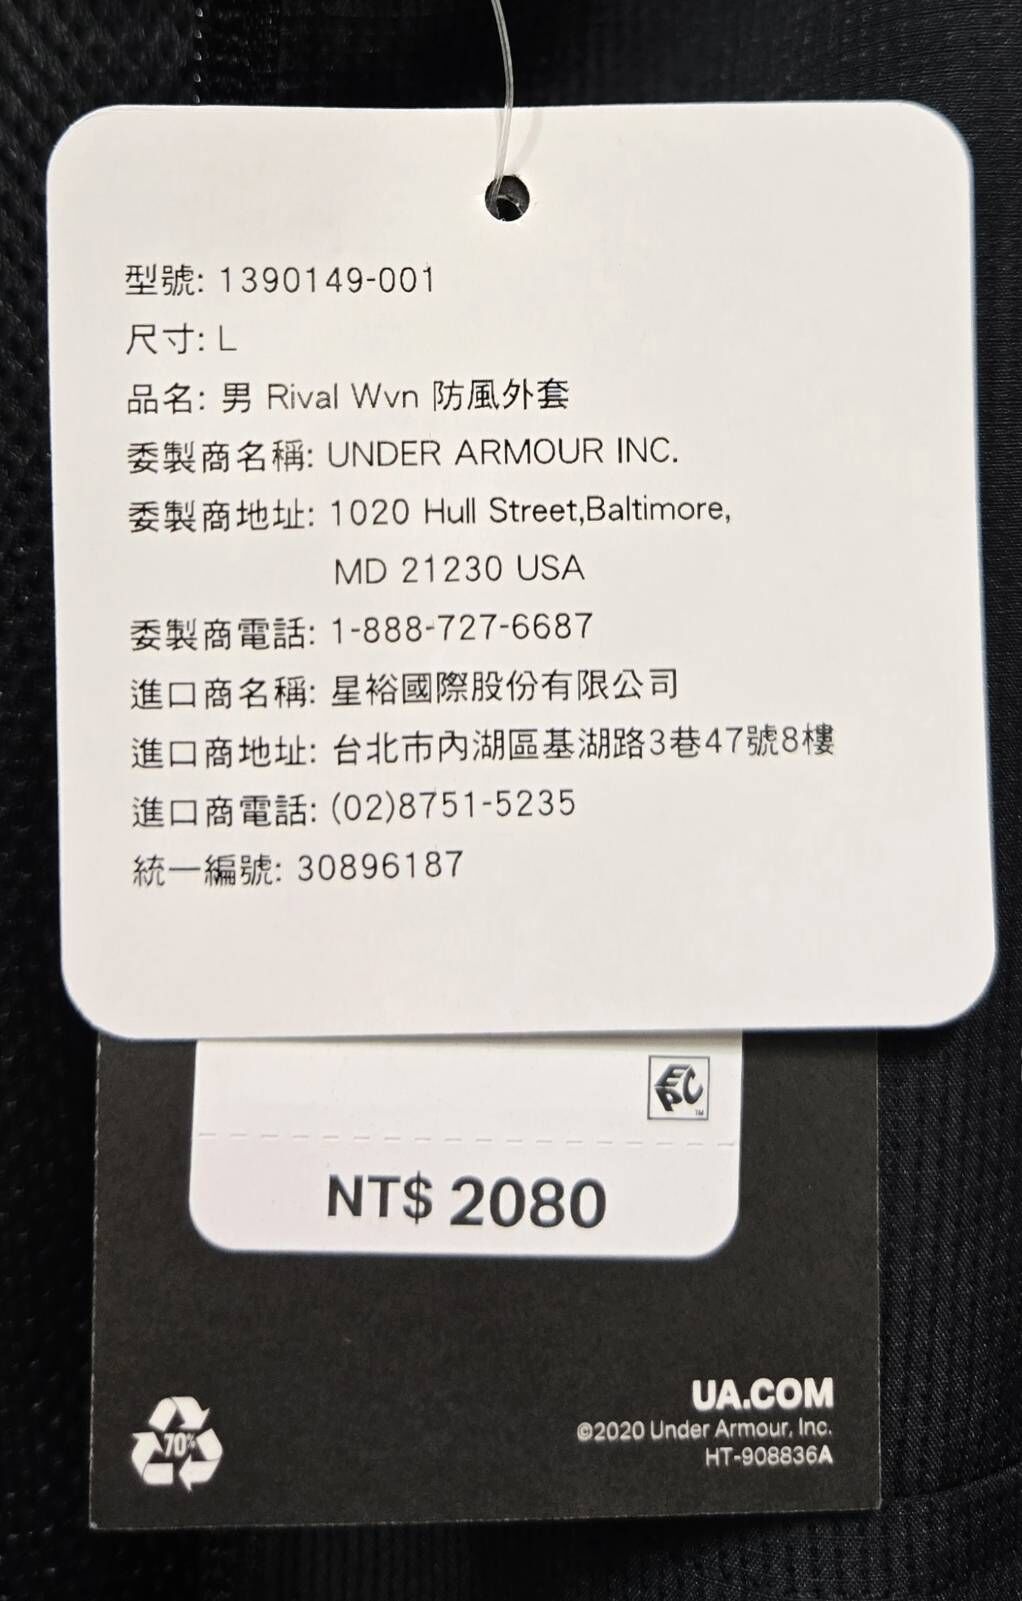 型號: 1390149-001
尺寸: L
品名: 男 Rival Wvn 防風外套
委製商名稱: UNDER ARMOUR INC.
委製商地址: 1020 Hull Street,Baltimore,
MD 21230 USA
委製商電話: 1-888-727-6687
進口商名稱: 星裕國際股份有限公司
進口商地址: 台北市內湖區基湖路3巷47號8樓
進口商電話: (02)8751-5235
統一編號: 30896187
EPC™
NT$ 2080
UA.COM
©2020 Under Armour, Inc.
HT-908836A
70%